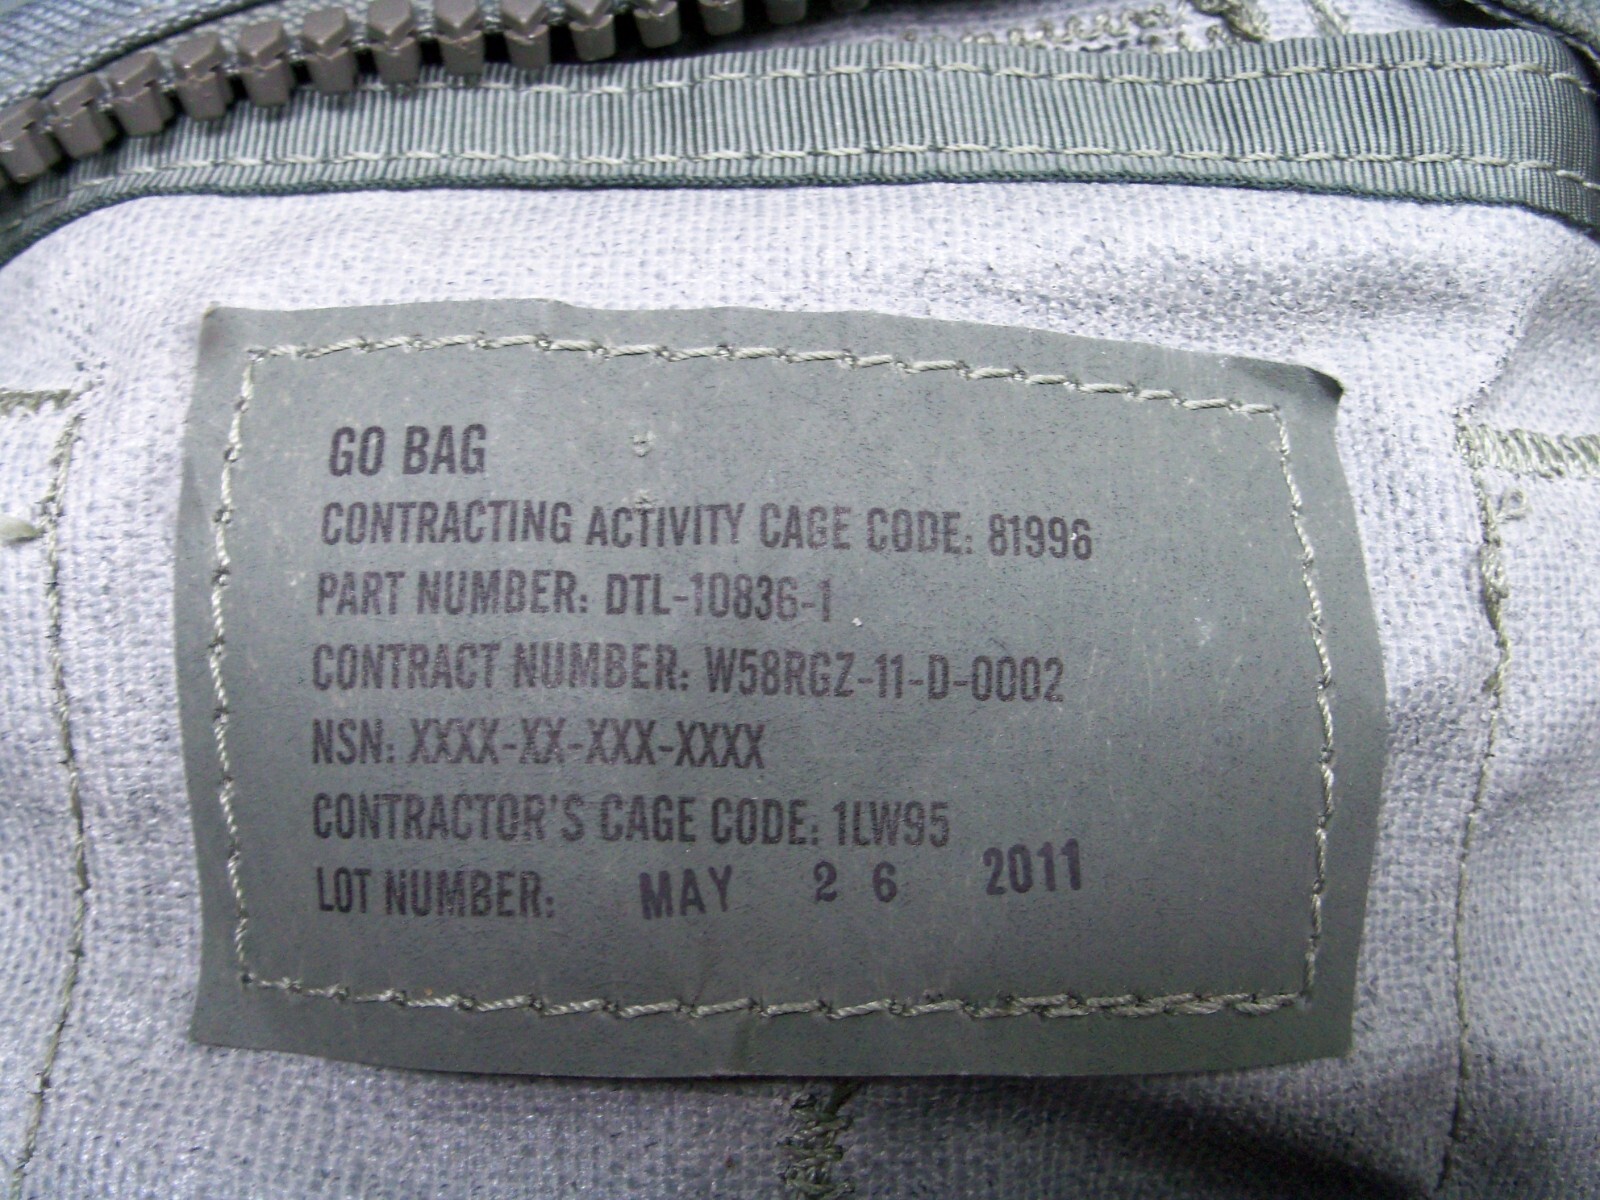 GO BAG
CONTRACTING ACTIVITY CAGE CODE: 81996
PART NUMBER: DTL-10836-1
CONTRACT NUMBER: W58RGZ-11-D-0002
NSN: XXXX-XX-XXX-XXXX
CONTRACTOR'S CAGE CODE: 1LW95
LOT NUMBER: MAY 2 6 2011